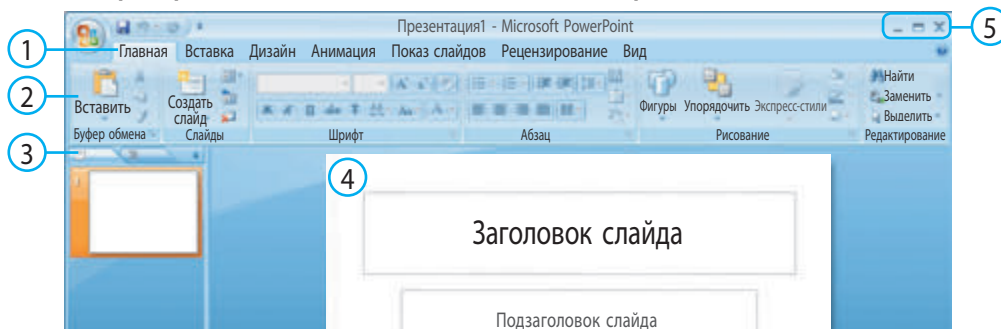 Презентация1 - Microsoft PowerPoint
5
1
Главная Вставка Дизайн Анимация Показ слайдов Рецензирование Вид
2
Вставить
Создать слайд
Фигуры Упорядочить Экспресс-стили
Найти
Заменить
Выделить
Буфер обмена Слайды Шрифт Абзац Рисование Редактирование
3
1
4
Заголовок слайда
Подзаголовок слайда